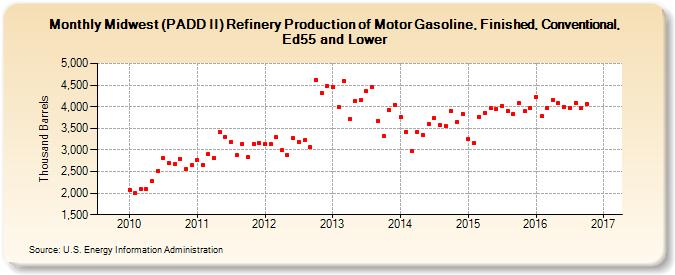 Monthly Midwest (PADD II) Refinery Production of Motor Gasoline, Finished, Conventional,
Ed55 and Lower
Thousand Barrels
5,000
4,500
4,000
3,500
3,000
2,500
2,000
1,500
2010 2011 2012 2013 2014 2015 2016 2017
Source: U.S. Energy Information Administration